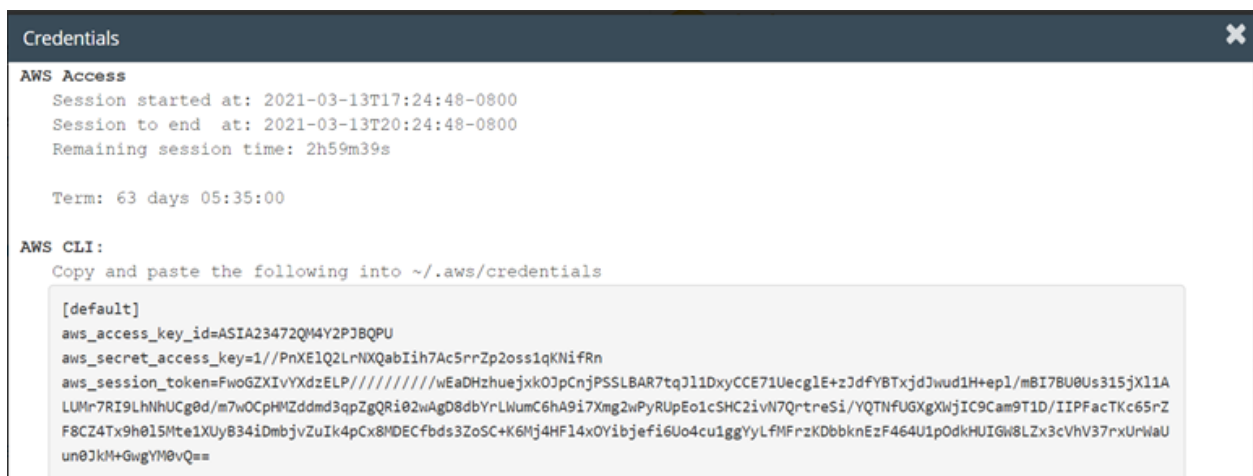 Credentials
AWS Access
Session started at: 2021-03-13T17:24:48-0800
Session to end at: 2021-03-13T20:24:48-0800
Remaining session time: 2h59m39s
Term: 63 days 05:35:00
AWS CLI:
Copy and paste the following into ~/.aws/credentials
[default]
aws_access_key_id=ASIA23472QM4Y2PJBQPU
aws_secret_access_key=1//PnXElQ2LrNXQabIih7Ac5rrZp2oss1qKNifRn
aws_session_token=FwoGZXIvYXdzELP//////////wEaDHzhuejxkOJpCnjPSSLBAR7tqJl1DxyCCE71UecglE+zJdfYBTxjdJwud1H+epl/mBI7BU0Us315jXl1A
LUMr7RI9LhNhUCg0d/m7wOCpHMZddmd3qpZgQRi02wAgD8dbYrLWumC6hA9i7Xmg2wPyRUpEo1cSHC2ivN7QrtreSi/YQTNfUGXgXWjIC9Cam9T1D/IIPFacTKc65rZ
F8CZ4Tx9h0l5Mte1XUyB34iDmbjvZuIk4pCx8MDECfbds3ZoSC+K6Mj4HFl4xOYibjefi6Uo4cu1ggYyLfMFrzKDbbknEzF464U1pOdkHUIGW8LZx3cVhV37rxUrWaU
un0JkM+GwgYM0vQ==